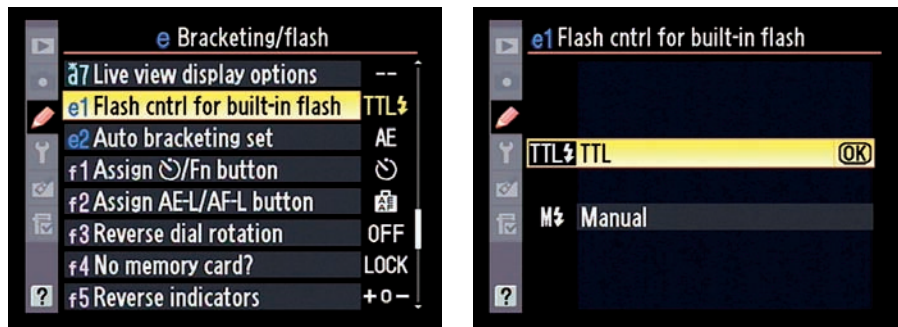 e Bracketing/flash
d7 Live view display options --
e1 Flash cntrl for built-in flash TTL⚡
e2 Auto bracketing set AE
f1 Assign ⏲/Fn button ⏲
f2 Assign AE-L/AF-L button
f3 Reverse dial rotation OFF
f4 No memory card? LOCK
f5 Reverse indicators +0−
?
e1 Flash cntrl for built-in flash
TTL⚡ TTL OK
M⚡ Manual
?